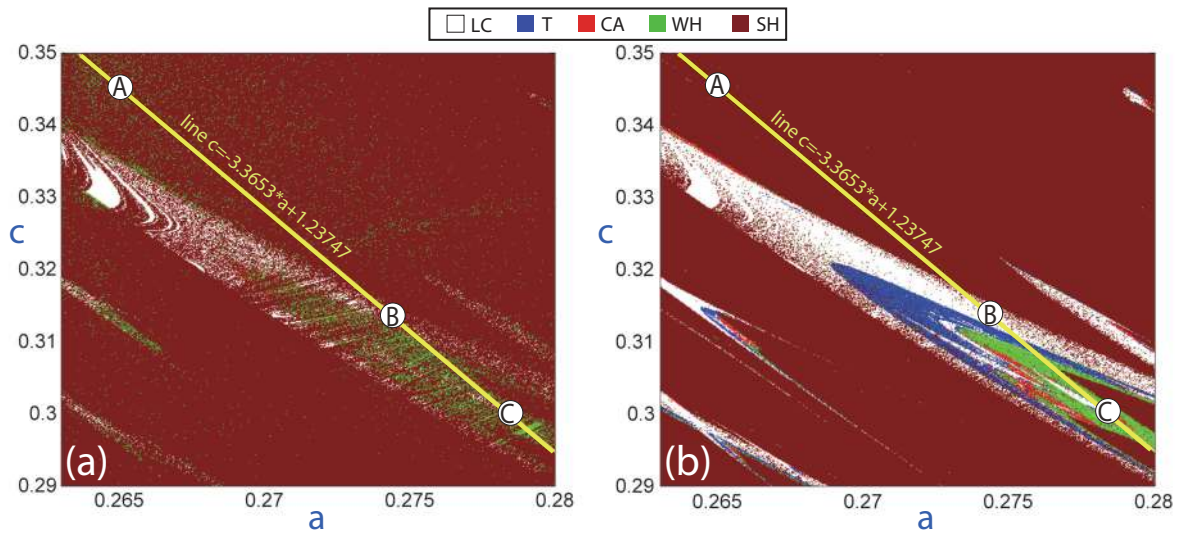 LC T CA WH SH
0.35
0.34
0.33
c
0.32
0.31
0.3
0.29
A
line c=-3.3653*a+1.23747
B
C
(a)
0.265 0.27 0.275 0.28
a
0.35
0.34
0.33
c
0.32
0.31
0.3
0.29
A
line c=-3.3653*a+1.23747
B
C
(b)
0.265 0.27 0.275 0.28
a